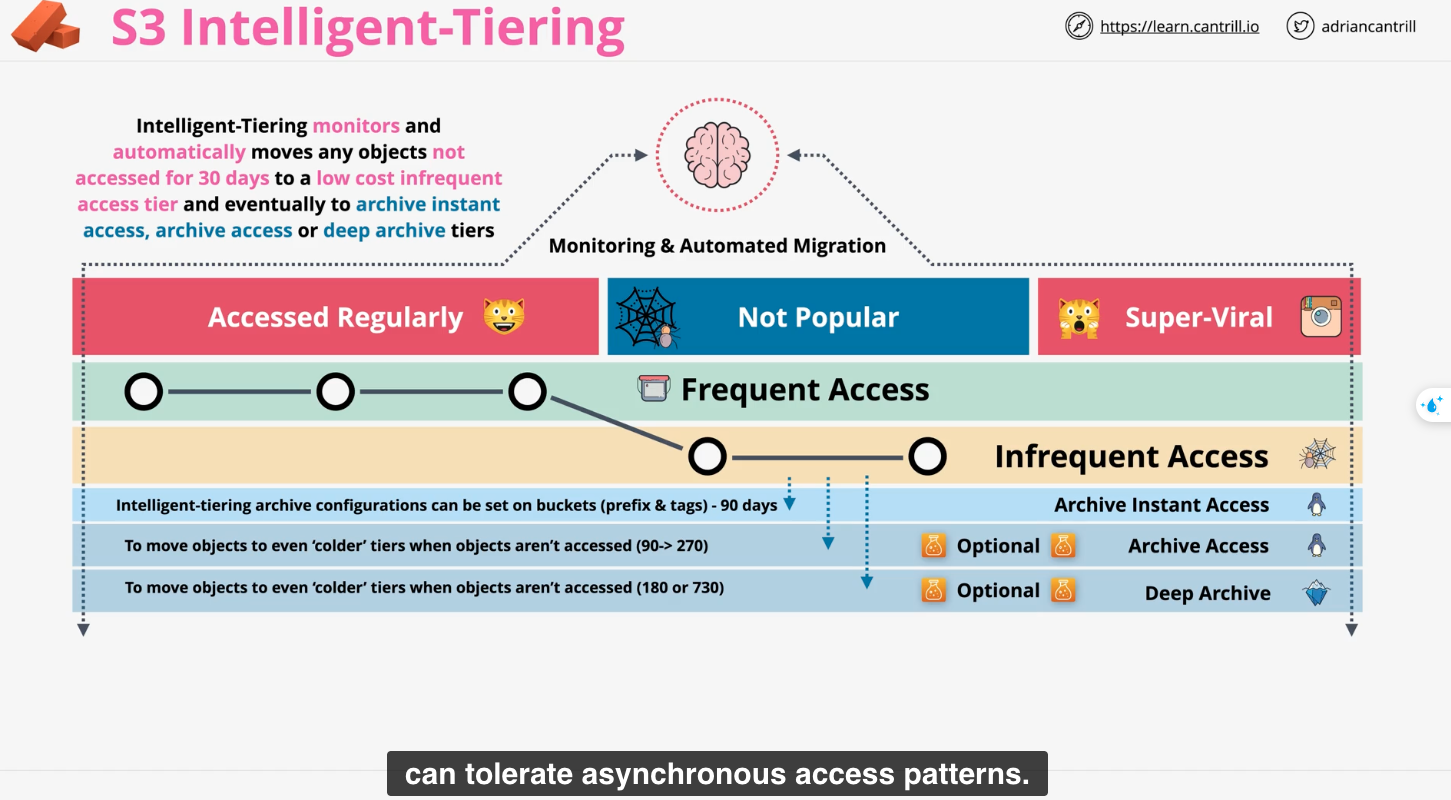 S3 Intelligent-Tiering
https://learn.cantrill.io
adriancantrill
Intelligent-Tiering monitors and
automatically moves any objects not
accessed for 30 days to a low cost infrequent
access tier and eventually to archive instant
access, archive access or deep archive tiers
Monitoring & Automated Migration
Accessed Regularly
Not Popular
Super-Viral
Frequent Access
Infrequent Access
Intelligent-tiering archive configurations can be set on buckets (prefix & tags) - 90 days
Archive Instant Access
To move objects to even ‘colder’ tiers when objects aren’t accessed (90-> 270)
Optional
Archive Access
To move objects to even ‘colder’ tiers when objects aren’t accessed (180 or 730)
Optional
Deep Archive
can tolerate asynchronous access patterns.